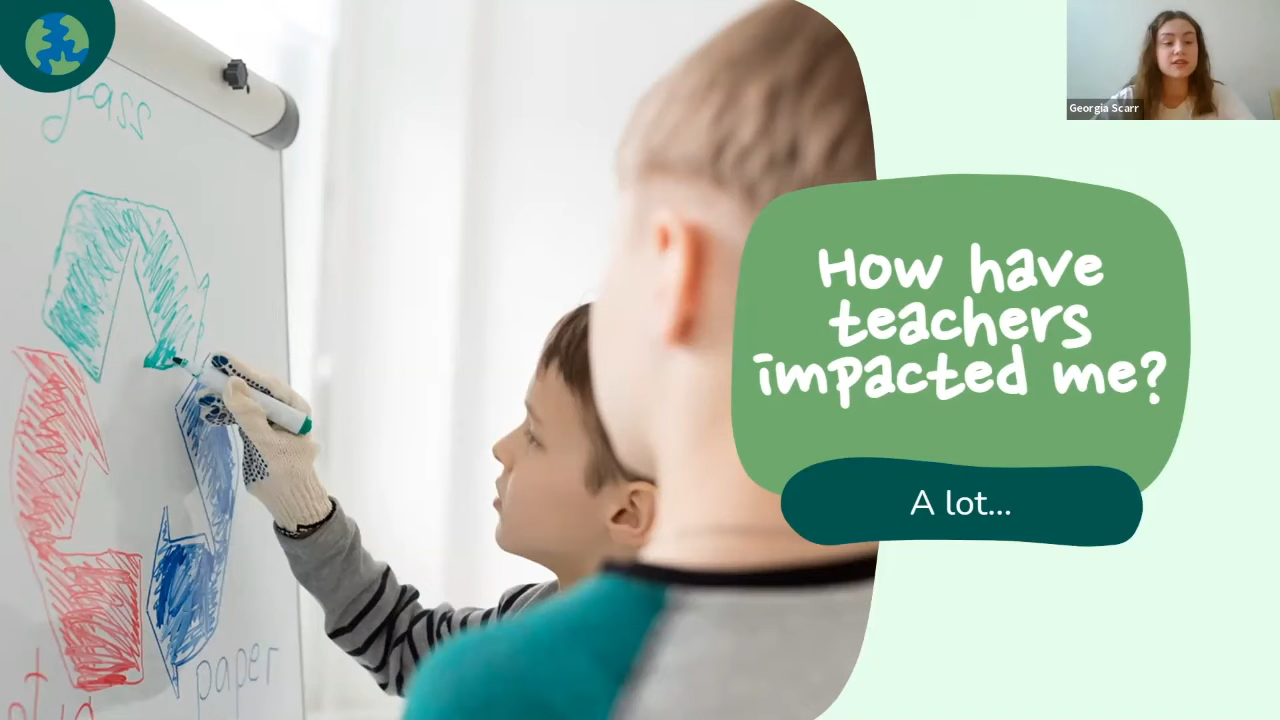 glass
Georgia Scarr
How have
teachers
impacted me?
A lot...
paper